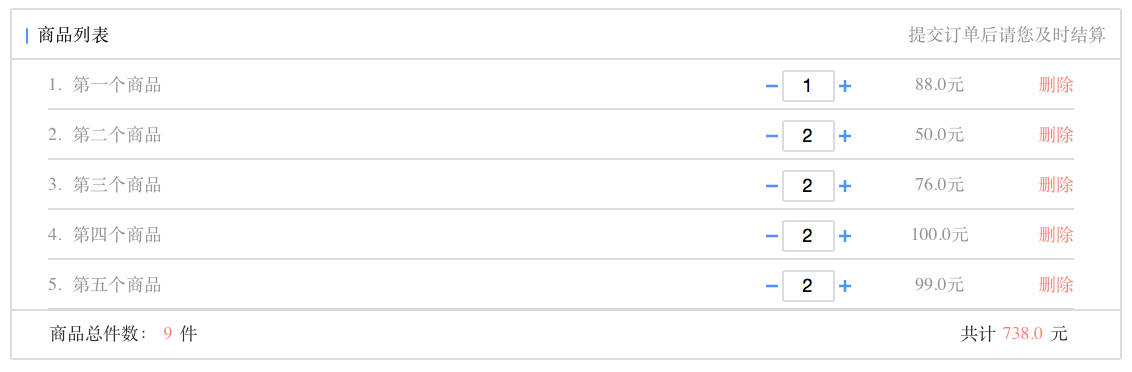 商品列表 提交订单后请您及时结算
1. 第一个商品 − 1 + 88.0元 删除
2. 第二个商品 − 2 + 50.0元 删除
3. 第三个商品 − 2 + 76.0元 删除
4. 第四个商品 − 2 + 100.0元 删除
5. 第五个商品 − 2 + 99.0元 删除
商品总件数： 9 件 共计 738.0 元